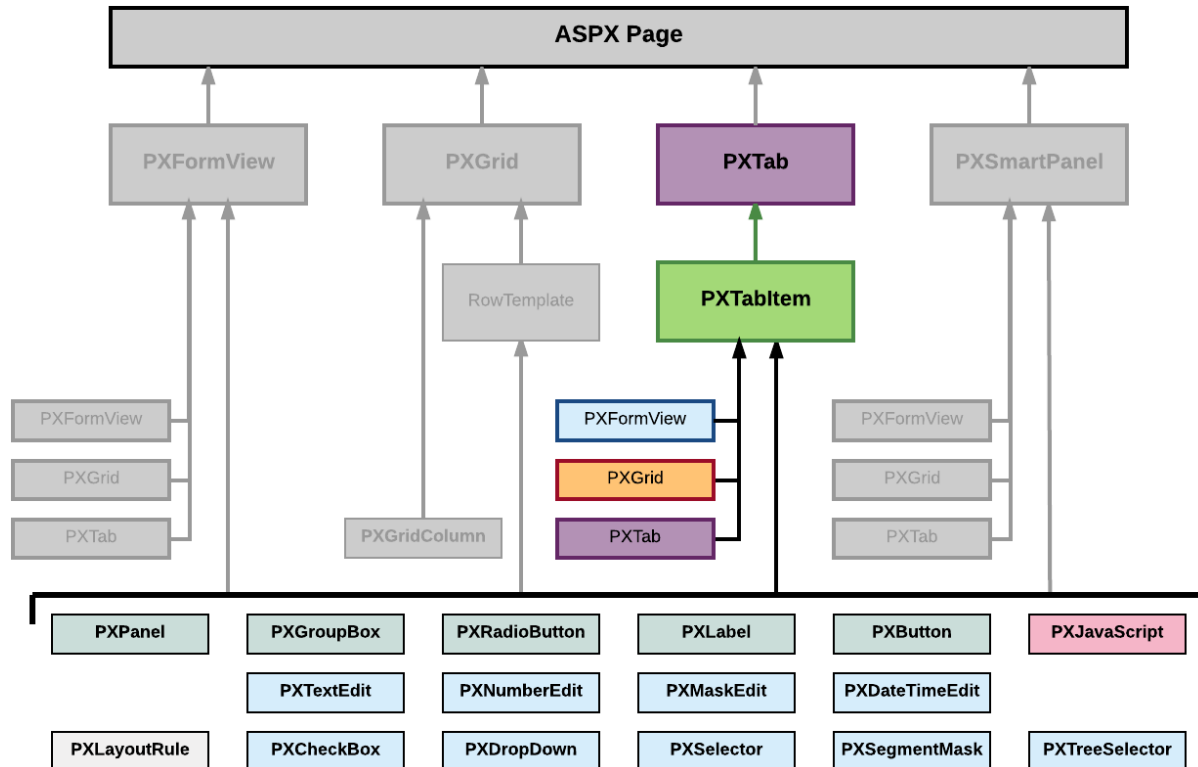 ASPX Page
PXFormView
PXGrid
PXTab
PXSmartPanel
RowTemplate
PXTabItem
PXFormView
PXFormView
PXFormView
PXGrid
PXGrid
PXGrid
PXTab
PXGridColumn
PXTab
PXTab
PXPanel
PXGroupBox
PXRadioButton
PXLabel
PXButton
PXJavaScript
PXTextEdit
PXNumberEdit
PXMaskEdit
PXDateTimeEdit
PXLayoutRule
PXCheckBox
PXDropDown
PXSelector
PXSegmentMask
PXTreeSelector